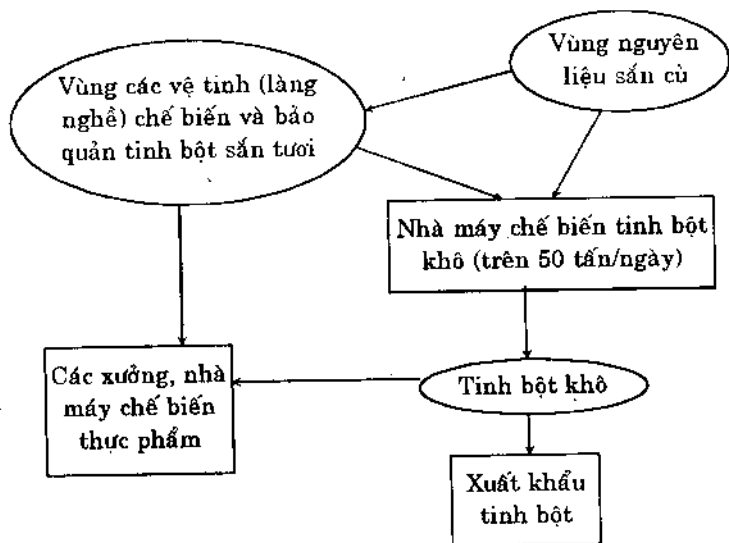 Vùng nguyên
liệu sắn củ
Vùng các vệ tinh (làng
nghề) chế biến và bảo
quản tinh bột sắn tươi
Nhà máy chế biến tinh bột
khô (trên 50 tấn/ngày)
Các xưởng, nhà
máy chế biến
thực phẩm
Tinh bột khô
Xuất khẩu
tinh bột